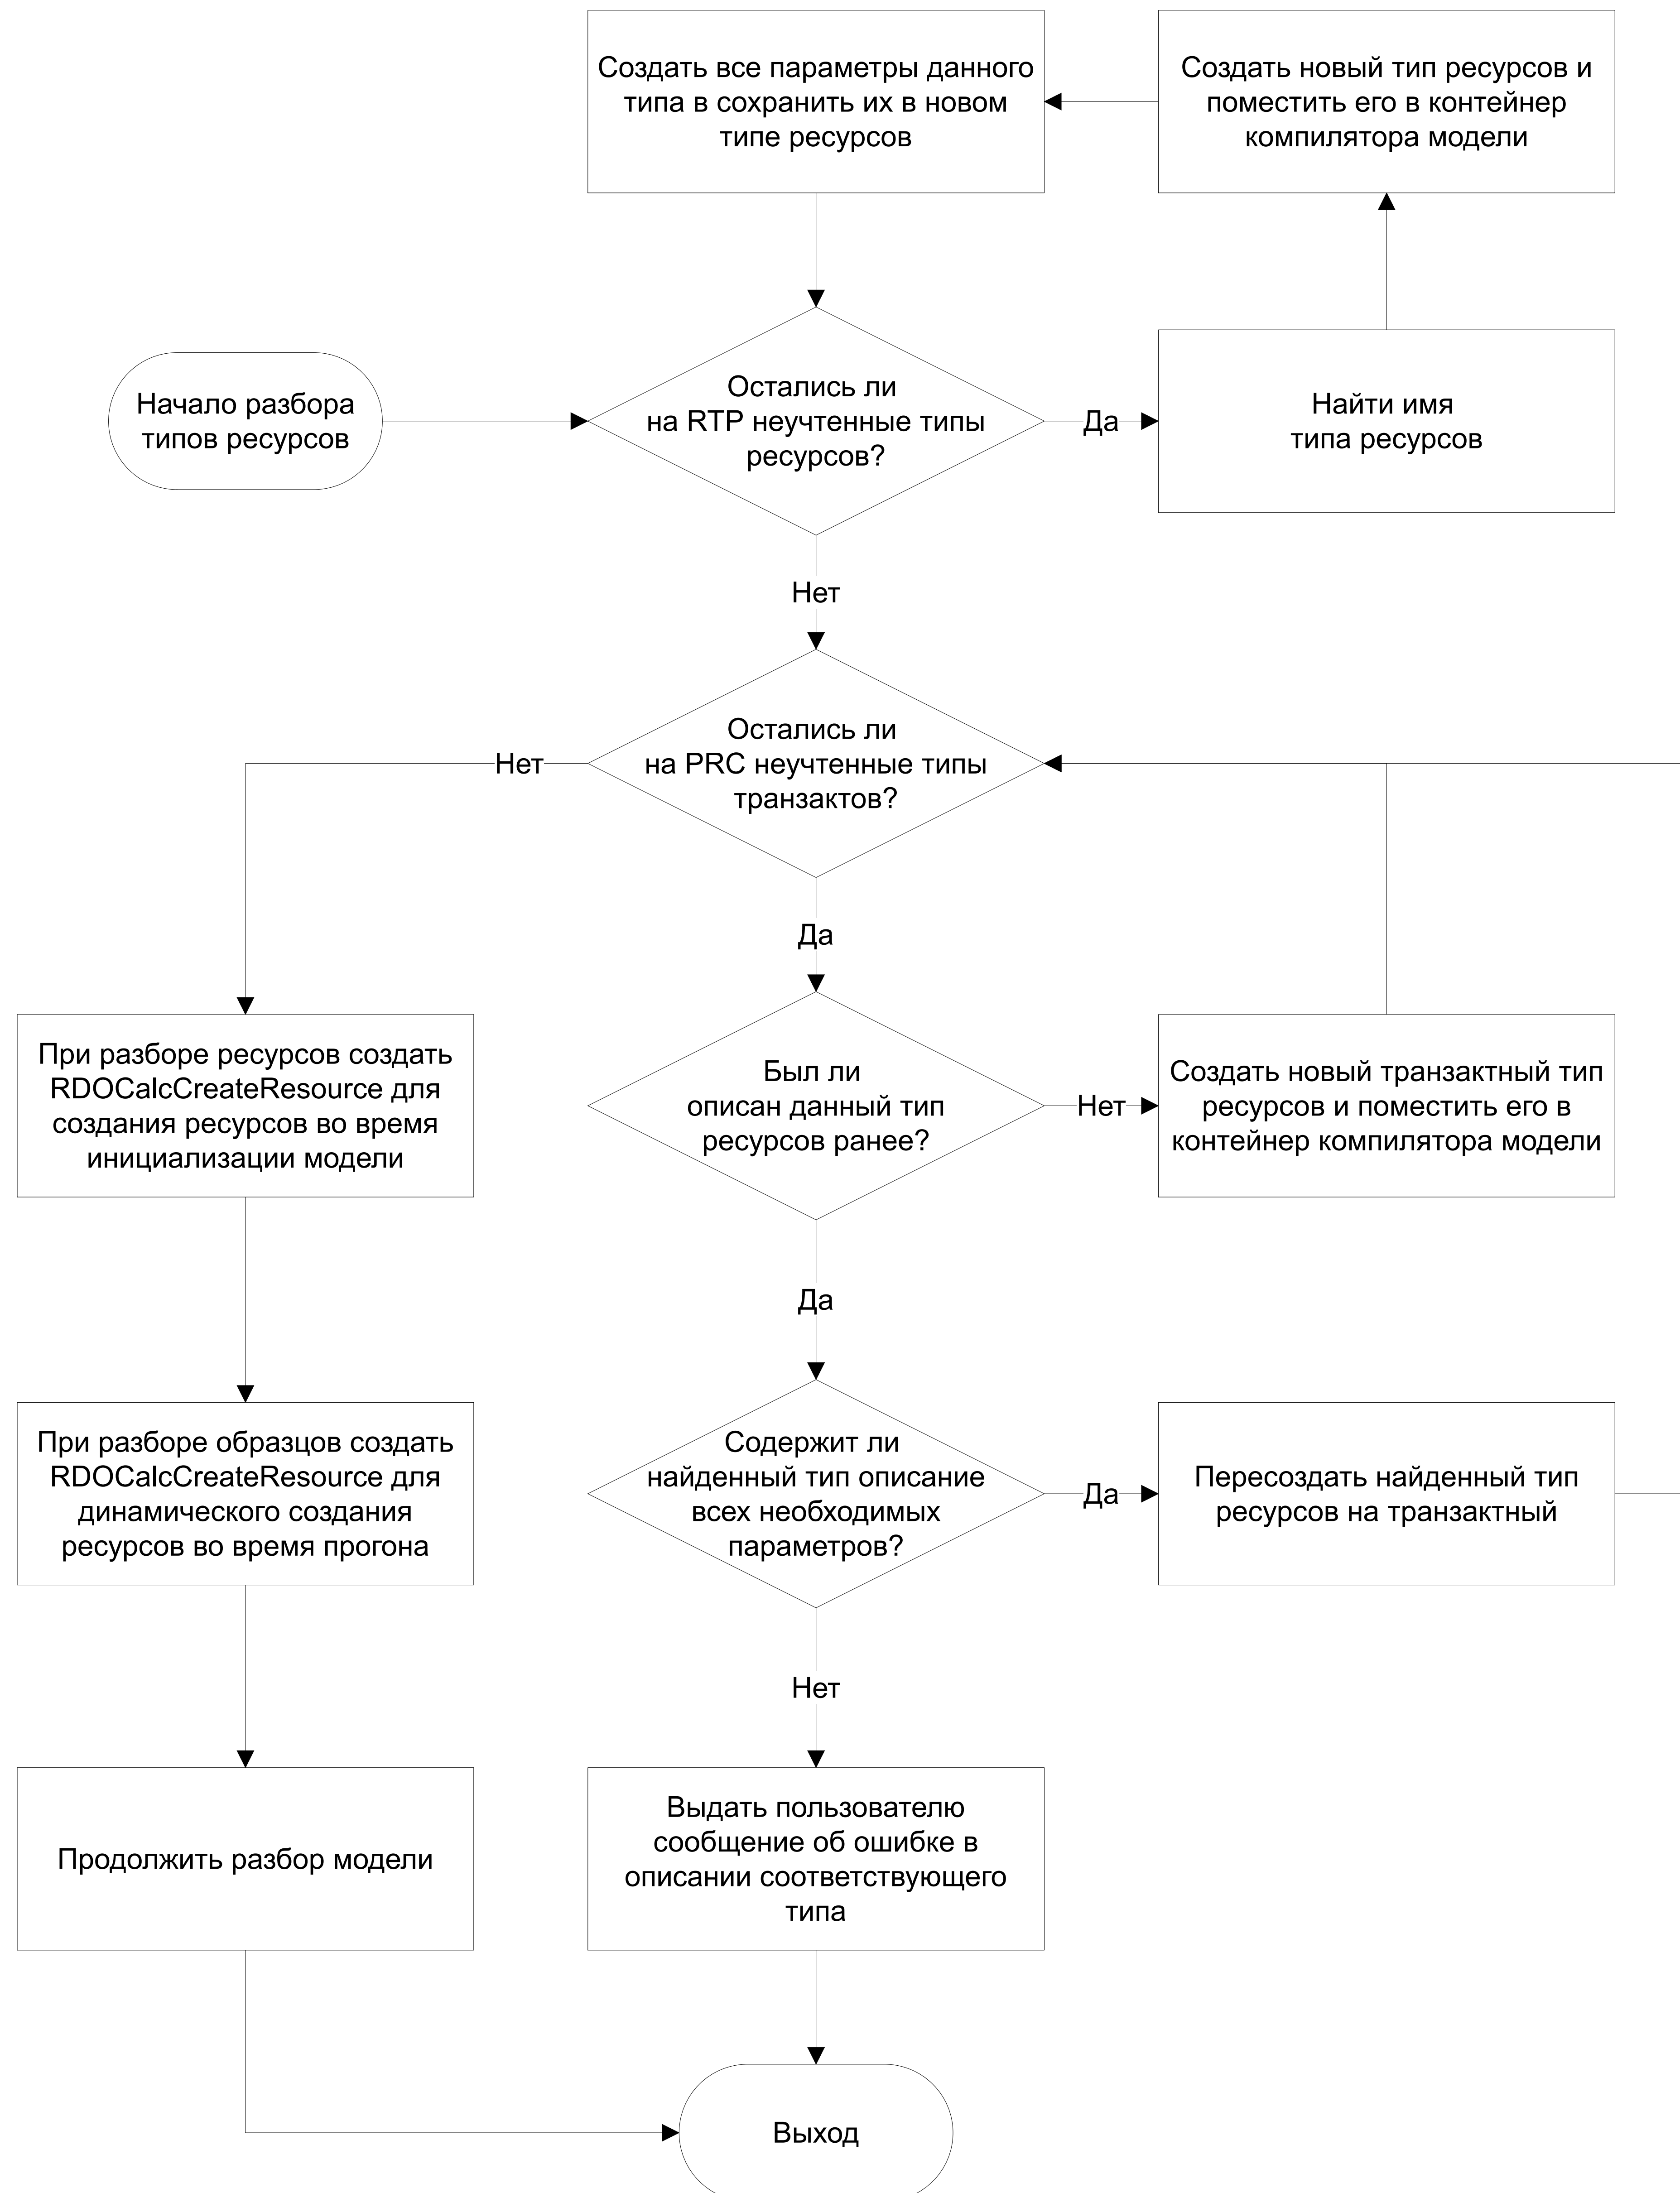 Создать все параметры данного
типа в сохранить их в новом
типе ресурсов
Создать новый тип ресурсов и
поместить его в контейнер
компилятора модели
Начало разбора
типов ресурсов
Остались ли
на RTP неучтенные типы
ресурсов?
Да
Найти имя
типа ресурсов
Нет
Остались ли
на PRC неучтенные типы
транзактов?
Нет
Да
При разборе ресурсов создать
RDOCalcCreateResource для
создания ресурсов во время
инициализации модели
Был ли
описан данный тип
ресурсов ранее?
Нет
Создать новый транзактный тип
ресурсов и поместить его в
контейнер компилятора модели
Да
При разборе образцов создать
RDOCalcCreateResource для
динамического создания
ресурсов во время прогона
Содержит ли
найденный тип описание
всех необходимых
параметров?
Да
Пересоздать найденный тип
ресурсов на транзактный
Нет
Продолжить разбор модели
Выдать пользователю
сообщение об ошибке в
описании соответствующего
типа
Выход